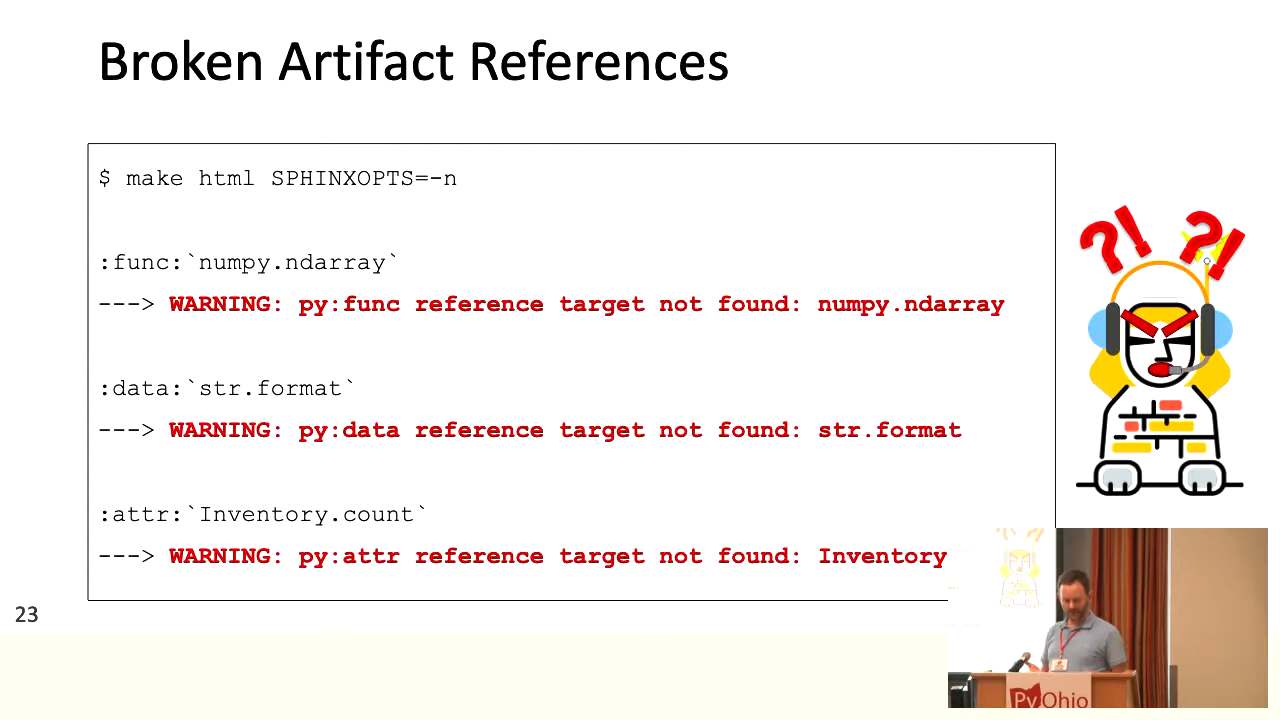 Broken Artifact References
$ make html SPHINXOPTS=-n
:func:`numpy.ndarray`
---> WARNING: py:func reference target not found: numpy.ndarray
:data:`str.format`
---> WARNING: py:data reference target not found: str.format
:attr:`Inventory.count`
---> WARNING: py:attr reference target not found: Inventory
?! ?!
23
PyOhio